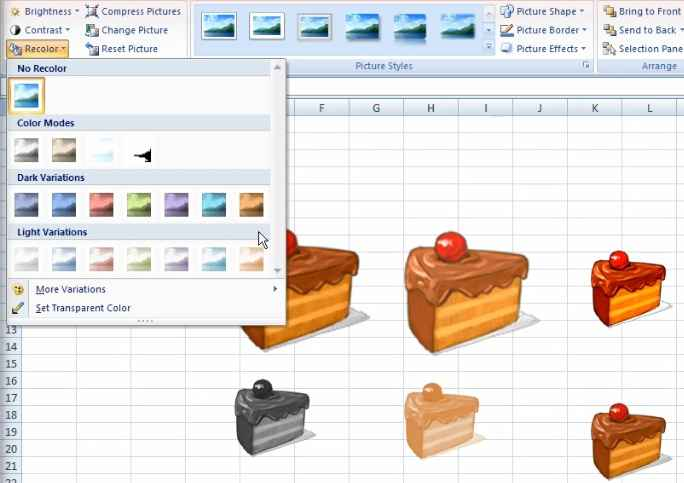 Brightness Compress Pictures Picture Shape Bring to Front
Contrast Change Picture Picture Border Send to Back
Recolor Reset Picture Picture Effects Selection Pane
Picture Styles Arrange
No Recolor
Color Modes
Dark Variations
Light Variations
More Variations
Set Transparent Color
F G H I J K L
13
14
15
16
17
18
19
20
21
22